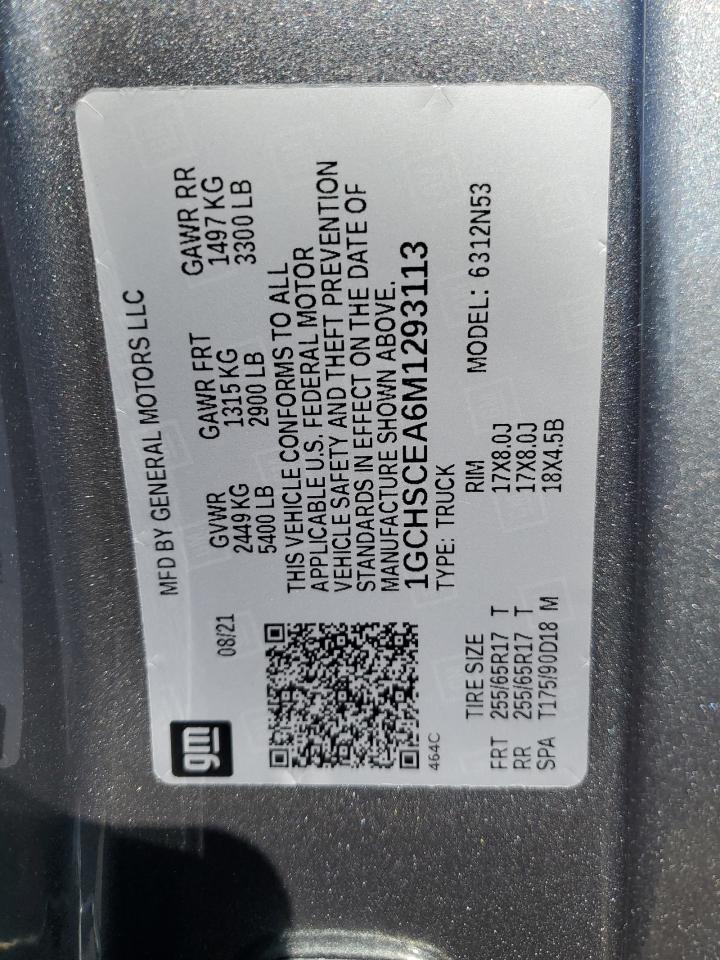 gm
MFD BY GENERAL MOTORS LLC
08/21
GVWR GAWR FRT GAWR RR
2449 KG 1315 KG 1497 KG
5400 LB 2900 LB 3300 LB
THIS VEHICLE CONFORMS TO ALL
APPLICABLE U.S. FEDERAL MOTOR
VEHICLE SAFETY AND THEFT PREVENTION
STANDARDS IN EFFECT ON THE DATE OF
MANUFACTURE SHOWN ABOVE.
1GCHSCEA6M1293113
464C
TYPE: TRUCK
TIRE SIZE RIM MODEL: 6312N53
FRT 255/65R17 T 17X8.0J
RR 255/65R17 T 17X8.0J
SPA T175/90D18 M 18X4.5B